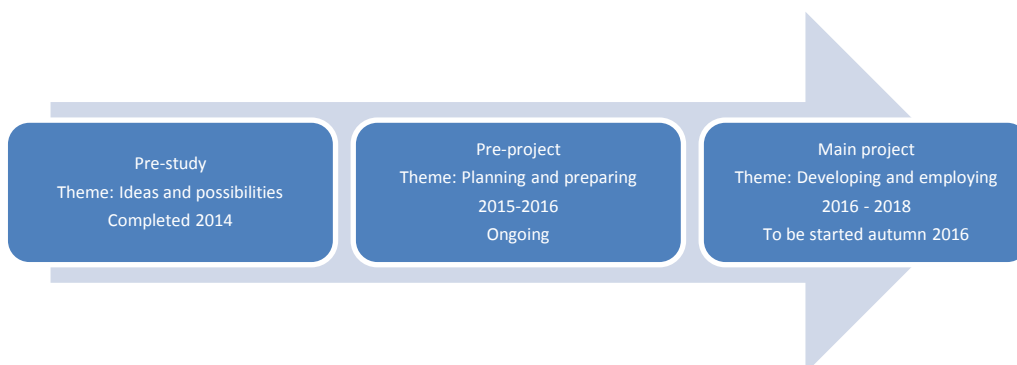 Pre-study
Theme: Ideas and possibilities
Completed 2014
Pre-project
Theme: Planning and preparing
2015-2016
Ongoing
Main project
Theme: Developing and employing
2016 - 2018
To be started autumn 2016